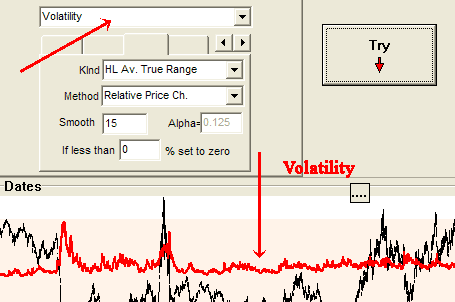 Volatility
Try
Kind HL Av. True Range
Method Relative Price Ch.
Smooth 15 Alpha= 0.125
If less than 0 % set to zero
Volatility
Dates
....